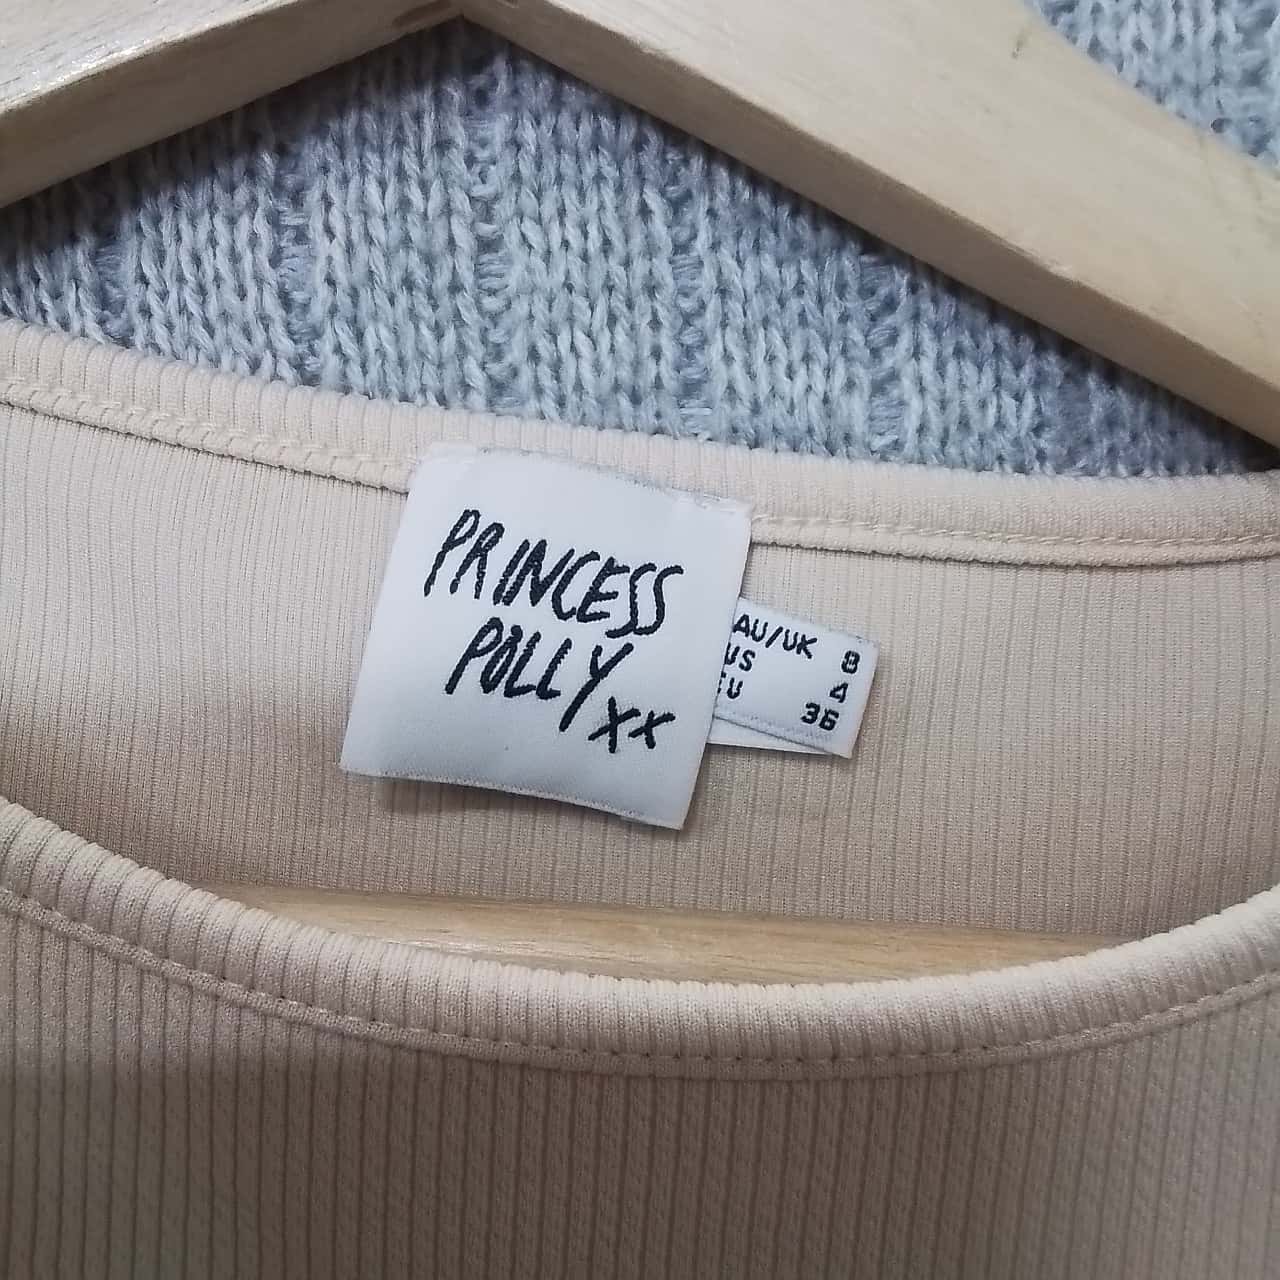 PRINCESS
POLLY
xx
AU/UK 8
US 4
EU 36